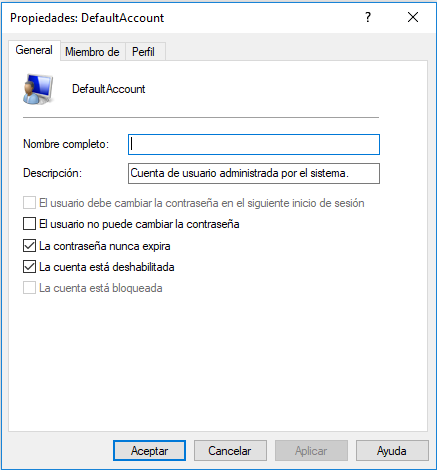 Propiedades: DefaultAccount
General
Miembro de
Perfil
DefaultAccount
Nombre completo:
Descripción:
Cuenta de usuario administrada por el sistema.
El usuario debe cambiar la contraseña en el siguiente inicio de sesión
El usuario no puede cambiar la contraseña
La contraseña nunca expira
La cuenta está deshabilitada
La cuenta está bloqueada
Aceptar
Cancelar
Aplicar
Ayuda